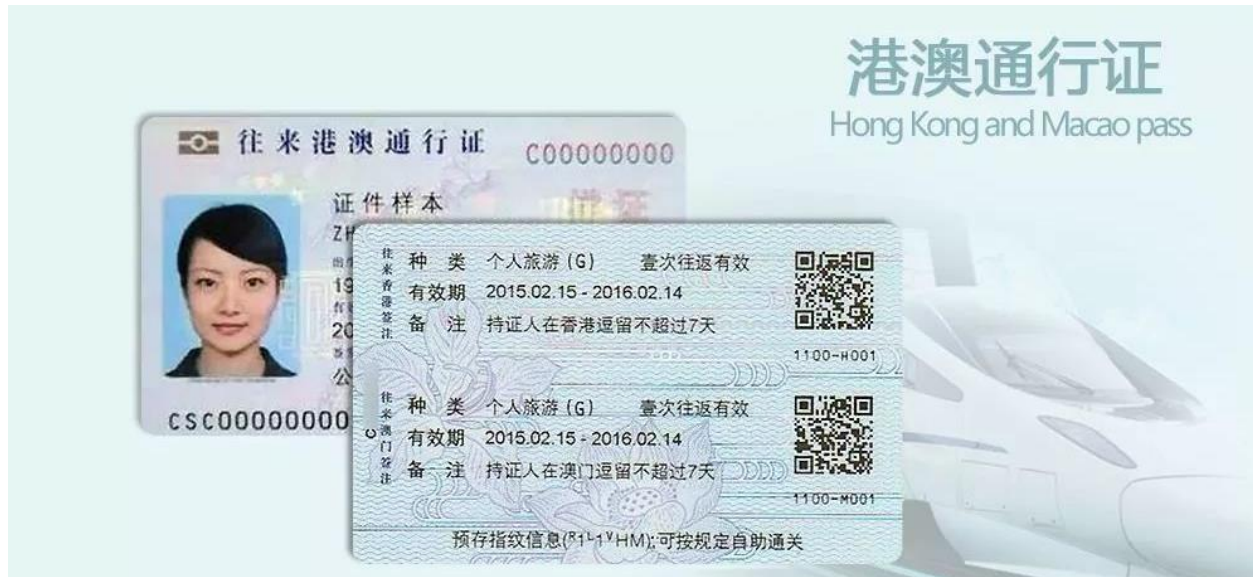 港澳通行证
Hong Kong and Macao pass
往来港澳通行证
C00000000
证件样本
ZH
19
20
公
CSC00000000
往来香港签注
种 类 个人旅游(G) 壹次往返有效
有效期 2015.02.15 - 2016.02.14
备 注 持证人在香港逗留不超过7天
1100-H001
往来澳门签注
种 类 个人旅游(G) 壹次往返有效
有效期 2015.02.15 - 2016.02.14
备 注 持证人在澳门逗留不超过7天
1100-M001
C
预存指纹信息(R1L1VHM);可按规定自助通关